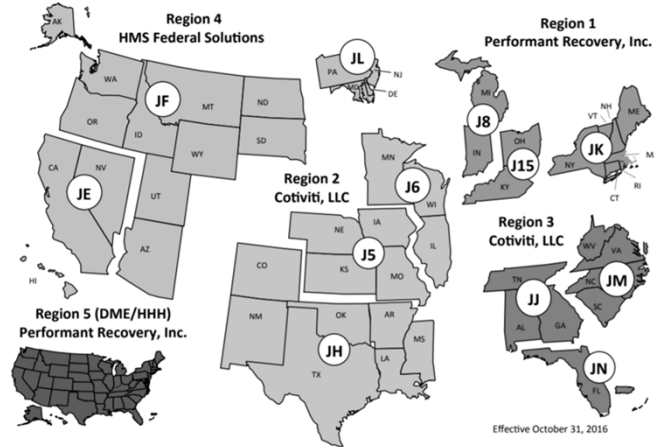 AK
Region 4
HMS Federal Solutions
WA
JF
MT
ND
OR
ID
SD
WY
CA
NV
JE
UT
AZ
HI
JL
PA
NJ
DE
Region 1
Performant Recovery, Inc.
MI
J8
IN
OH
J15
KY
NH
VT
ME
JK
NY
M
RI
CT
Region 2
Cotiviti, LLC
MN
J6
WI
IA
NE
J5
IL
KS
MO
CO
NM
OK
AR
JH
TX
LA
MS
Region 3
Cotiviti, LLC
WV
VA
TN
NC
JM
JJ
SC
AL
GA
JN
FL
Region 5 (DME/HHH)
Performant Recovery, Inc.
Effective October 31, 2016